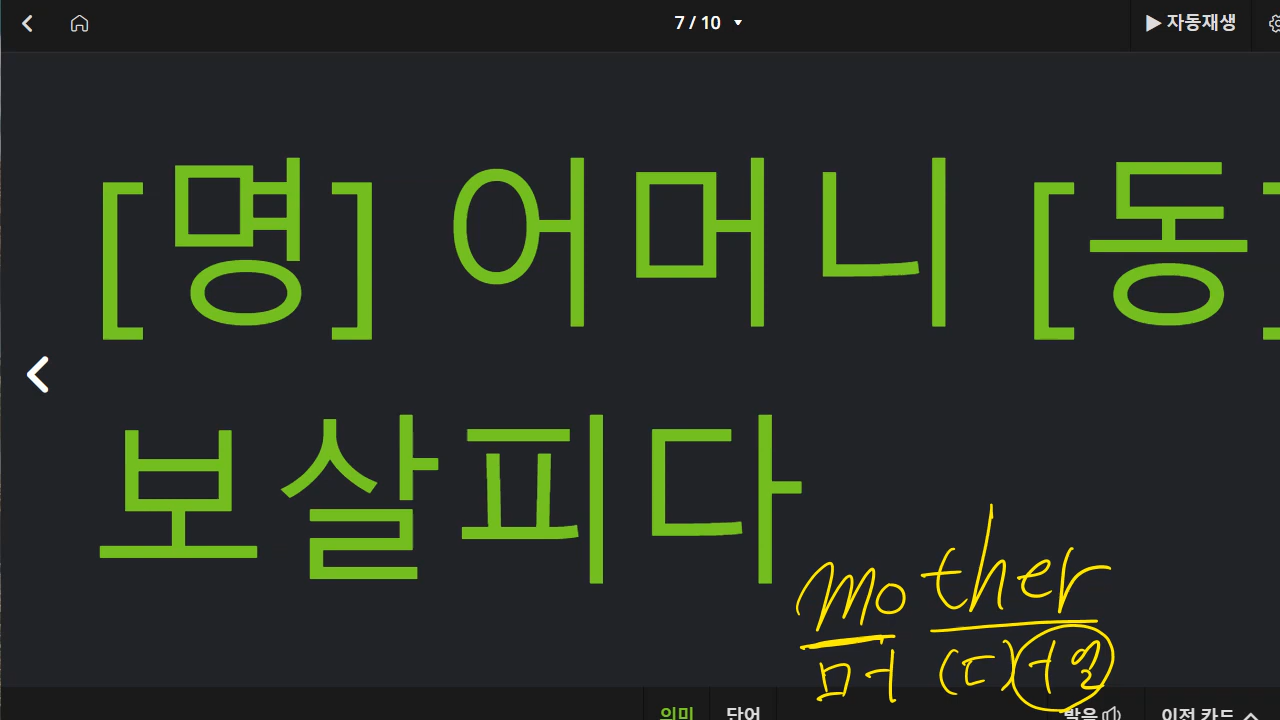 7 / 10
▶ 자동재생
[명] 어머니 [동]
보살피다
mother
머 (ㄷ)ㅓ얼
의미 단어 발음 이전 카드